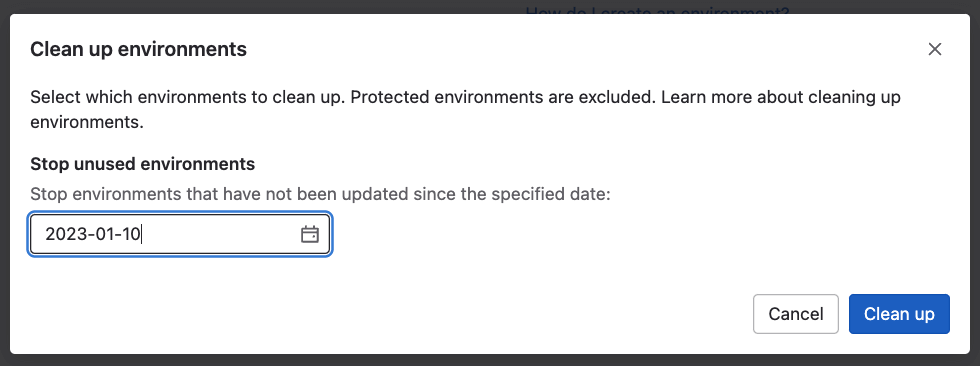 How do I create an environment?
Clean up environments
Select which environments to clean up. Protected environments are excluded. Learn more about cleaning up
environments.
Stop unused environments
Stop environments that have not been updated since the specified date:
2023-01-10
Cancel
Clean up